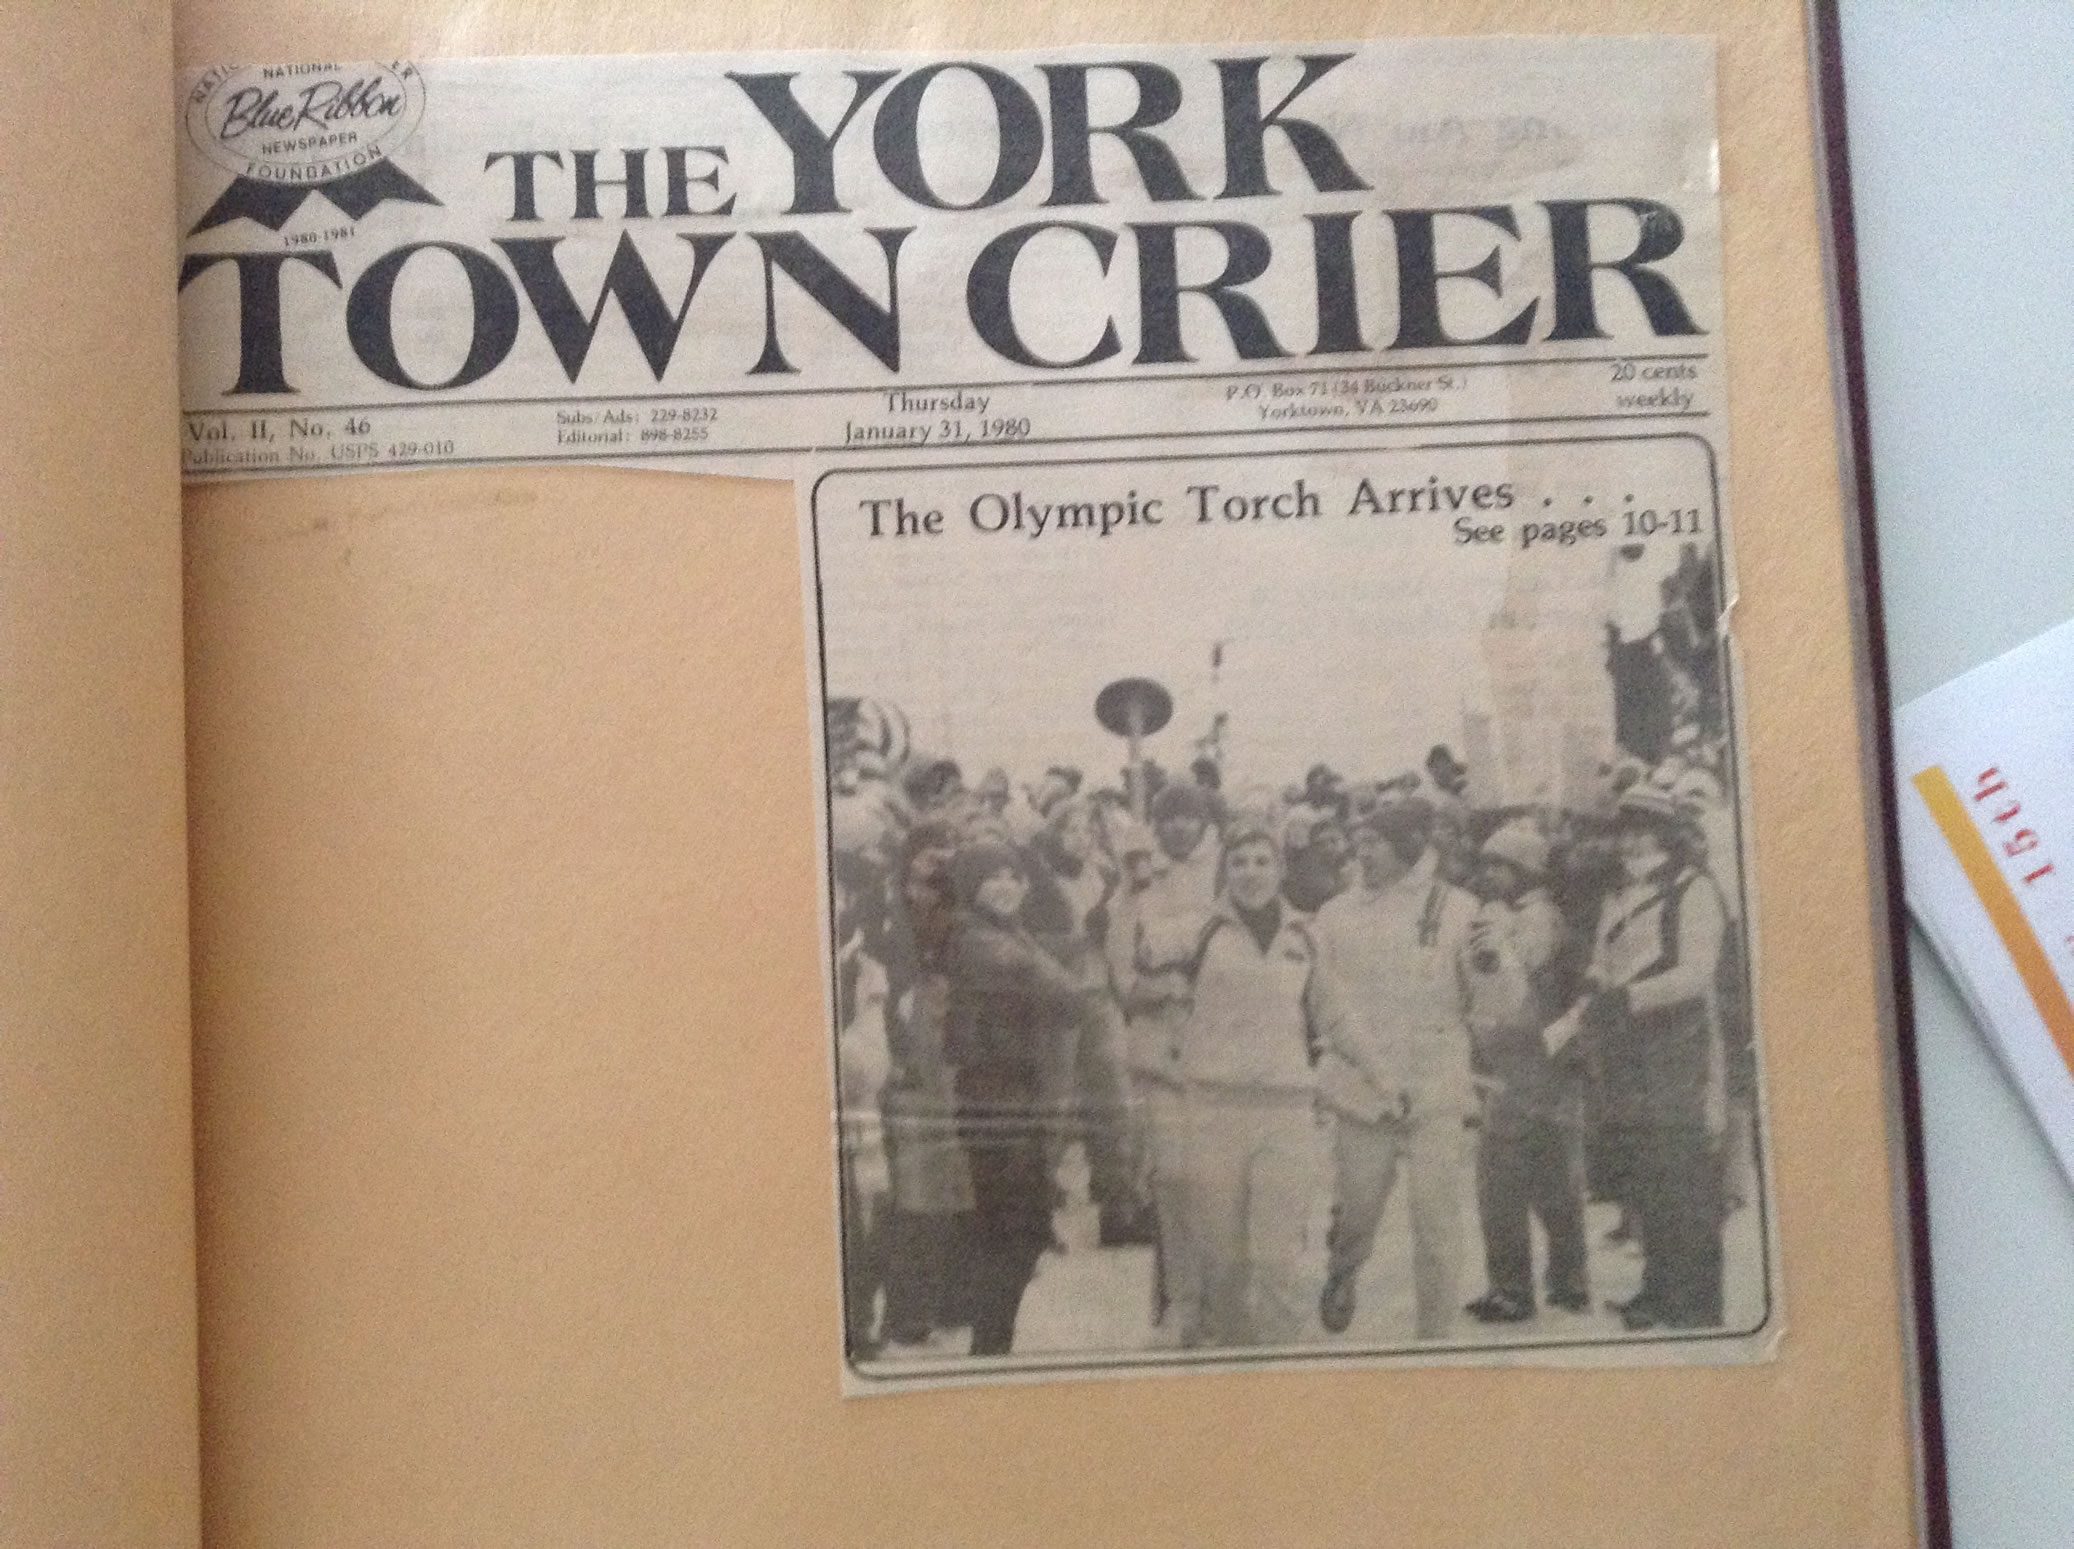 NATIONAL
Blue Ribbon
NEWSPAPER
FOUNDATION
1980-1981
THE YORK
TOWN CRIER
Vol. II, No. 46
Publication No. USPS 429-010
Subs/Ads: 229-8232
Editorial: 898-8255
Thursday
January 31, 1980
P.O. Box 71 (34 Buckner St.)
Yorktown, VA 23690
20 cents
weekly
The Olympic Torch Arrives . . .
See pages 10-11
15th